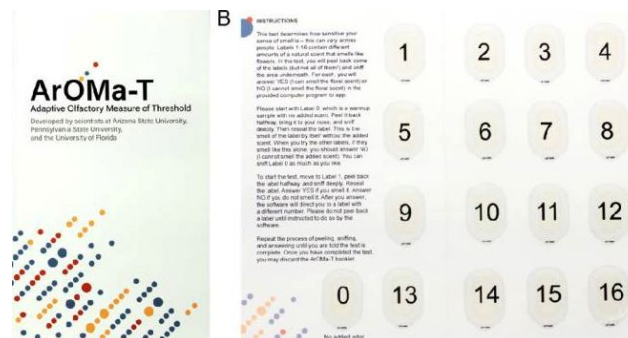 ArOMa-T
Adaptive Olfactory Measure of Threshold
Developed by scientists at Arizona State University,
Pennsylvania State University,
and the University of Florida
B
INSTRUCTIONS
This test determines how sensitive your
sense of smell is – this can vary across
people. Labels 1-16 contain different
amounts of a natural scent that smells like
flowers. In the test, you will peel back some
of the labels (but not all of them!) and sniff
the area underneath. For each, you will
answer YES (I can smell the floral scent) or
NO (I cannot smell the floral scent) in the
provided computer program or app.
Please start with Label 0, which is a warmup
sample with no added scent. Peel it back
halfway, bring it to your nose, and sniff
deeply. Then reseal the label. This is the
smell of the label by itself without the added
scent. When you try the other labels, if they
smell like this alone, you should answer NO
(I cannot smell the added scent). You can
sniff Label 0 as much as you like.
To start the test, move to Label 1, peel back
the label halfway, and sniff deeply. Reseal
the label. Answer YES if you smell it. Answer
NO if you do not smell it. After you answer,
the software will direct you to a label with
a different number. Please do not peel back
a label until instructed to do so by the
software.
Repeat the process of peeling, sniffing,
and answering until you are told the test is
complete. Once you have completed the test,
you may discard the ArOMa-T booklet.
1 2 3 4
5 6 7 8
9 10 11 12
0 13 14 15 16
No added odor